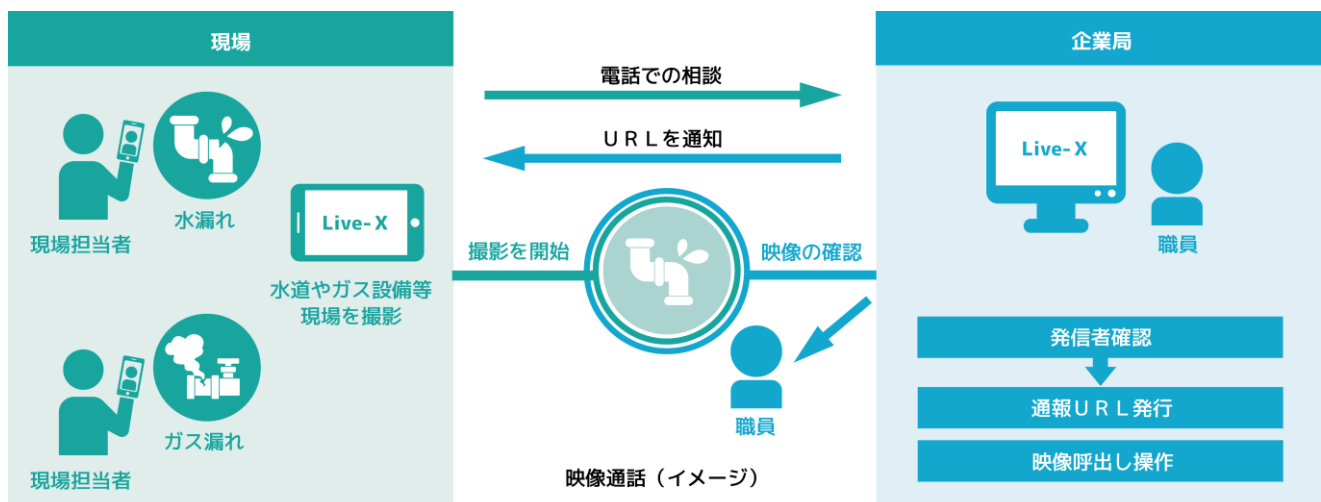 現場
現場担当者
水漏れ
Live-X
水道やガス設備等
現場を撮影
現場担当者
ガス漏れ
電話での相談
ＵＲＬを通知
撮影を開始
映像の確認
職員
映像通話（イメージ）
企業局
Live-X
職員
発信者確認
通報ＵＲＬ発行
映像呼出し操作